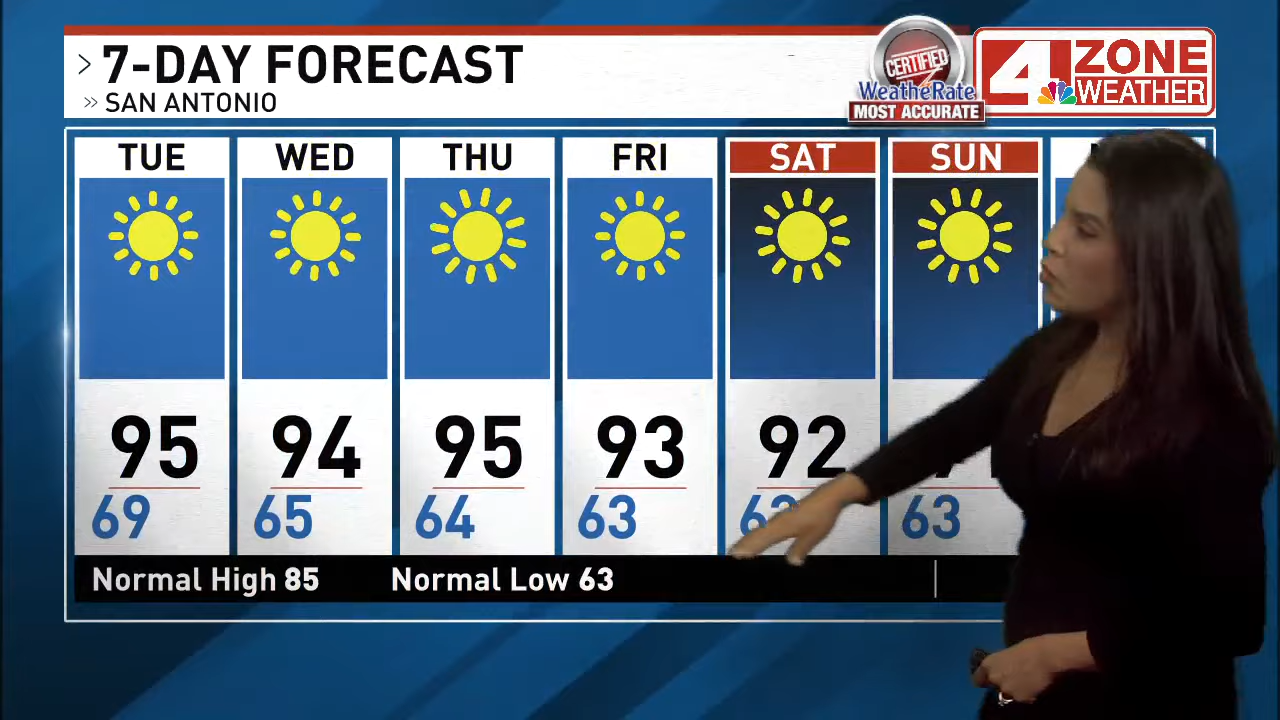 > 7-DAY FORECAST
>> SAN ANTONIO
CERTIFIED
WeatheRate
MOST ACCURATE
4 ZONE
WEATHER
TUE WED THU FRI SAT SUN
95 94 95 93 92
69 65 64 63 63
Normal High 85 Normal Low 63